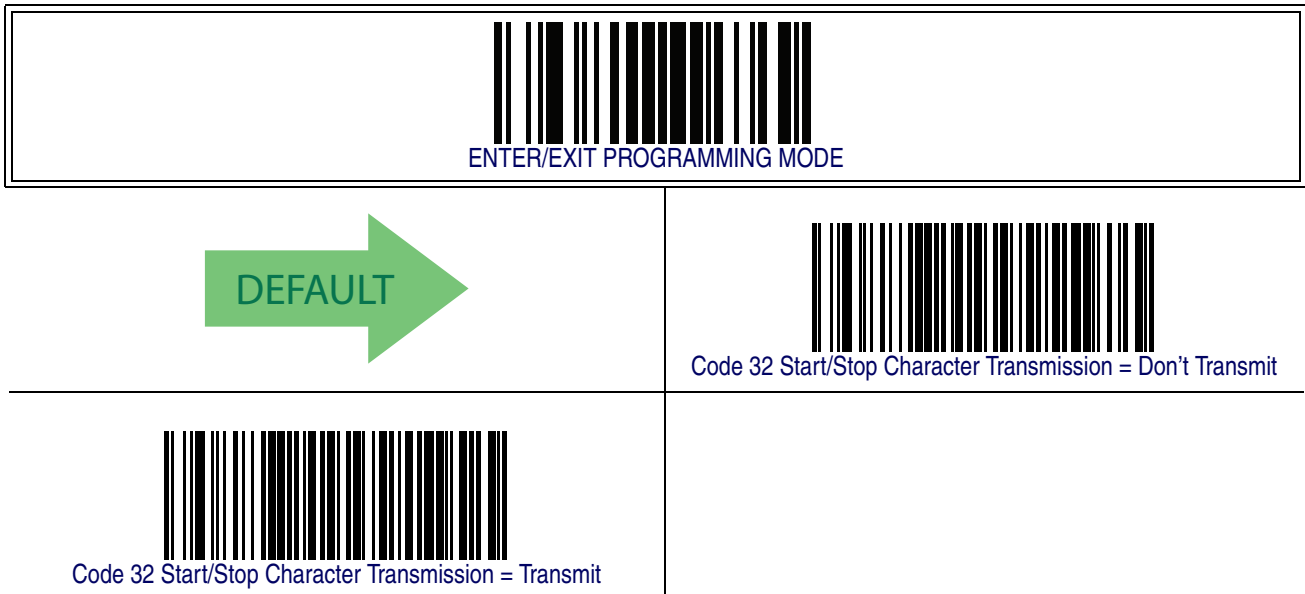 ENTER/EXIT PROGRAMMING MODE
DEFAULT
Code 32 Start/Stop Character Transmission = Don't Transmit
Code 32 Start/Stop Character Transmission = Transmit